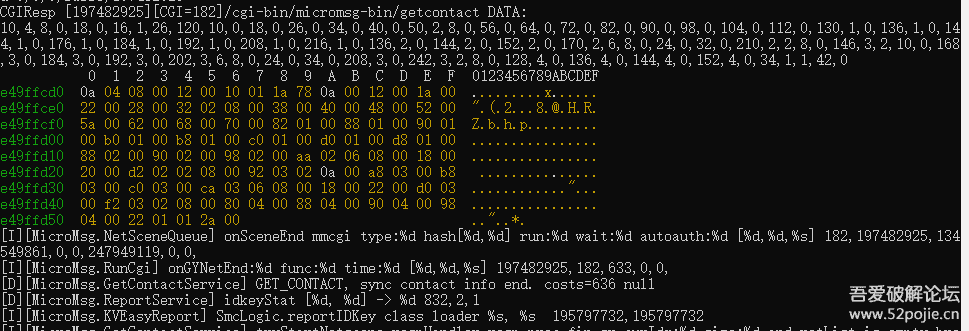 CGIResp [197482925][CGI=182]/cgi-bin/micromsg-bin/getcontact DATA:
10,4,8,0,18,0,16,1,26,120,10,0,18,0,26,0,34,0,40,0,50,2,8,0,56,0,64,0,72,0,82,0,90,0,98,0,104,0,112,0,130,1,0,136,1,0,14
4,1,0,176,1,0,184,1,0,192,1,0,208,1,0,216,1,0,136,2,0,144,2,0,152,2,0,170,2,6,8,0,24,0,32,0,210,2,2,8,0,146,3,2,10,0,168
,3,0,184,3,0,192,3,0,202,3,6,8,0,24,0,34,0,208,3,0,242,3,2,8,0,128,4,0,136,4,0,144,4,0,152,4,0,34,1,1,42,0
0 1 2 3 4 5 6 7 8 9 A B C D E F 0123456789ABCDEF
e49ffcd0 0a 04 08 00 12 00 10 01 1a 78 0a 00 12 00 1a 00 .........x......
e49ffce0 22 00 28 00 32 02 08 00 38 00 40 00 48 00 52 00 ".(.2...8.@.H.R.
e49ffcf0 5a 00 62 00 68 00 70 00 82 01 00 88 01 00 90 01 Z.b.h.p.........
e49ffd00 00 b0 01 00 b8 01 00 c0 01 00 d0 01 00 d8 01 00 ................
e49ffd10 88 02 00 90 02 00 98 02 00 aa 02 06 08 00 18 00 ................
e49ffd20 20 00 d2 02 02 08 00 92 03 02 0a 00 a8 03 00 b8 ................
e49ffd30 03 00 c0 03 00 ca 03 06 08 00 18 00 22 00 d0 03 ............"...
e49ffd40 00 f2 03 02 08 00 80 04 00 88 04 00 90 04 00 98 ................
e49ffd50 04 00 22 01 01 2a 00 .."..*.
[I][MicroMsg.NetSceneQueue] onSceneEnd mmcgi type:%d hash[%d,%d] run:%d wait:%d autoauth:%d [%d,%d,%s] 182,197482925,134
549861,0,0,247949119,0,0,
[I][MicroMsg.RunCgi] onGYNetEnd:%d func:%d time:%d [%d,%d,%s] 197482925,182,633,0,0,
[D][MicroMsg.GetContactService] GET_CONTACT, sync contact info end. costs=636 null
[D][MicroMsg.ReportService] idkeyStat [%d, %d] -> %d 832,2,1
[I][MicroMsg.KVEasyReport] SmcLogic.reportIDKey class loader %s, %s 195797732,195797732
吾爱破解论坛
www.52pojie.cn